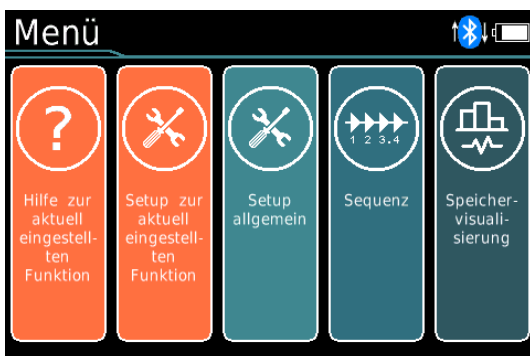 Menü
?
1 2 3.4
Hilfe zur
aktuell
eingestell-
ten
Funktion
Setup zur
aktuell
eingestell-
ten
Funktion
Setup
allgemein
Sequenz
Speicher-
visuali-
sierung